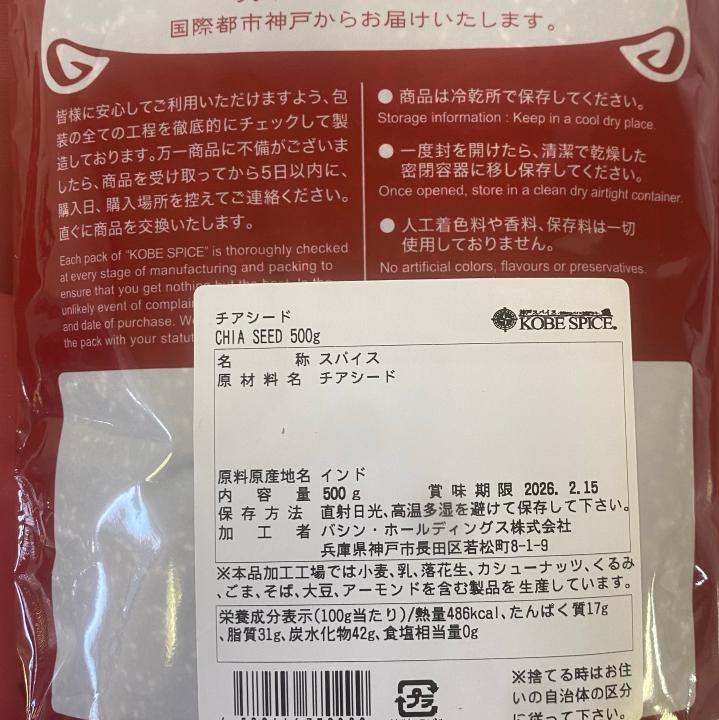 国際都市神戸からお届けいたします。
皆様に安心してご利用いただけますよう、包
装の全ての工程を徹底的にチェックして製
造しております。万一商品に不備がございま
したら、商品を受け取ってから5日以内に、
購入日、購入場所を控えてご連絡ください。
直ぐに商品を交換いたします。
Each pack of "KOBE SPICE" is thoroughly checked
at every stage of manufacturing and packing to
ensure that you get nothing but the best. In the
unlikely event of complain
and date of purchase. We
the pack with your statut
● 商品は冷乾所で保存してください。
Storage information : Keep in a cool dry place.
● 一度封を開けたら、清潔で乾燥した
密閉容器に移し保存してください。
Once opened, store in a clean dry airtight container.
● 人工着色料や香料、保存料は一切
使用しておりません。
No artificial colors, flavours or preservatives.
チアシード
CHIA SEED 500g
神戸スパイス
KOBE SPICE®
名称 スパイス
原材料名 チアシード
原料原産地名 インド
内容量 500g 賞味期限 2026. 2.15
保存方法 直射日光、高温多湿を避けて保存して下さい。
加工者 バシン・ホールディングス株式会社
兵庫県神戸市長田区若松町8-1-9
※本品加工工場では小麦、乳、落花生、カシューナッツ、くるみ
、ごま、そば、大豆、アーモンドを含む製品を生産しています。
栄養成分表示(100g当たり)/熱量486kcal、たんぱく質17g
、脂質31g、炭水化物42g、食塩相当量0g
プラ
※捨てる時はお住
いの自治体の区分
に従って下さい。